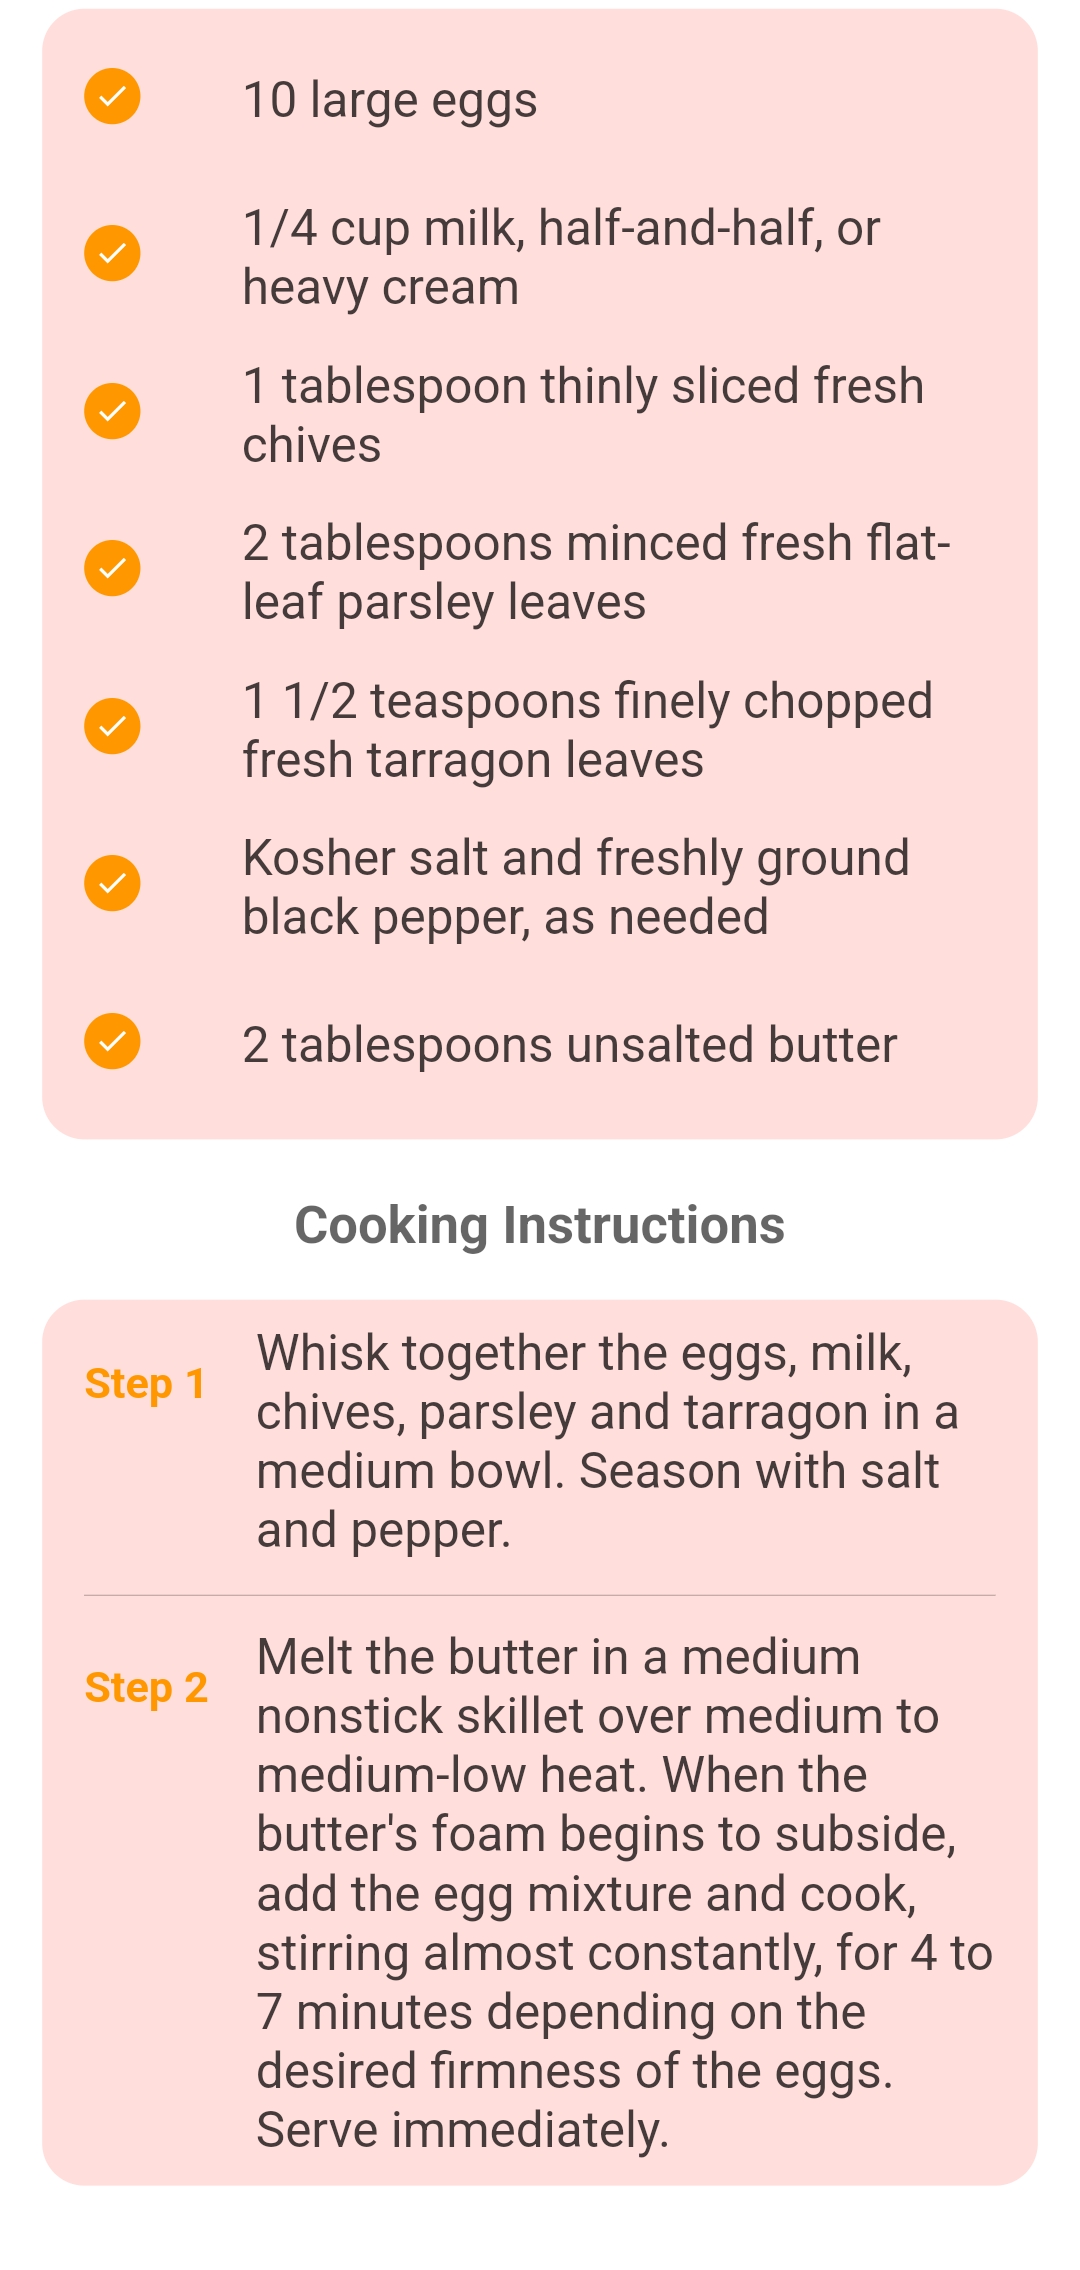 10 large eggs
1/4 cup milk, half-and-half, or
heavy cream
1 tablespoon thinly sliced fresh
chives
2 tablespoons minced fresh flat-
leaf parsley leaves
1 1/2 teaspoons finely chopped
fresh tarragon leaves
Kosher salt and freshly ground
black pepper, as needed
2 tablespoons unsalted butter
Cooking Instructions
Step 1
Whisk together the eggs, milk,
chives, parsley and tarragon in a
medium bowl. Season with salt
and pepper.
Step 2
Melt the butter in a medium
nonstick skillet over medium to
medium-low heat. When the
butter's foam begins to subside,
add the egg mixture and cook,
stirring almost constantly, for 4 to
7 minutes depending on the
desired firmness of the eggs.
Serve immediately.